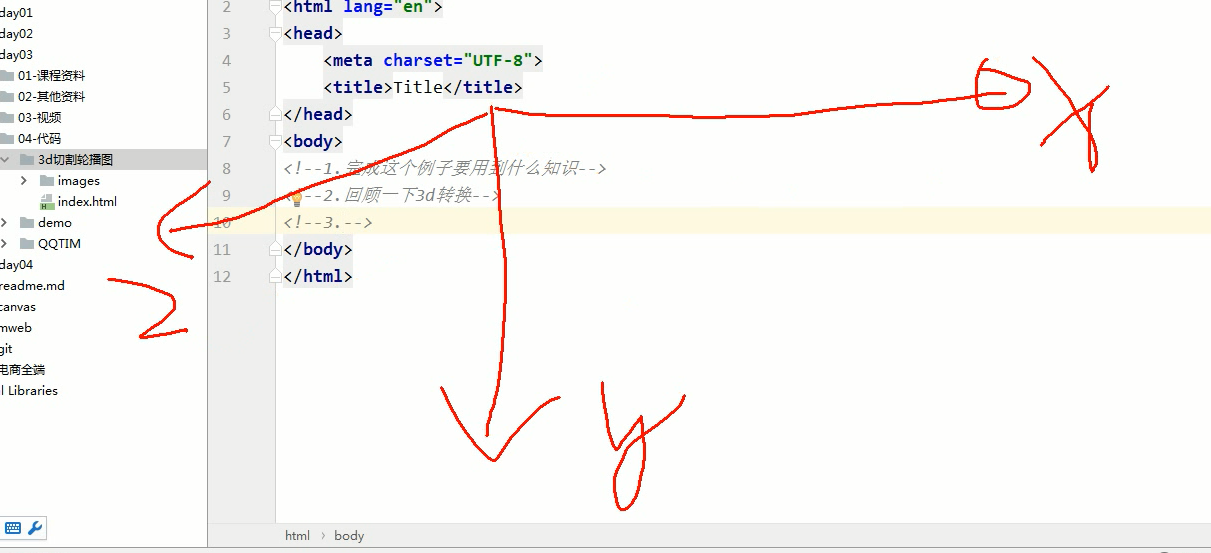 day01
day02
day03
01-课程资料
02-其他资料
03-视频
04-代码
3d切割轮播图
images
index.html
demo
QQTIM
day04
readme.md
canvas
mweb
git
电商全端
l Libraries
2 <html lang="en">
3 <head>
4 <meta charset="UTF-8">
5 <title>Title</title>
6 </head>
7 <body>
8 <!--1.完成这个例子要用到什么知识-->
9 <!--2.回顾一下3d转换-->
10 <!--3.-->
11 </body>
12 </html>
x
y
z
html › body